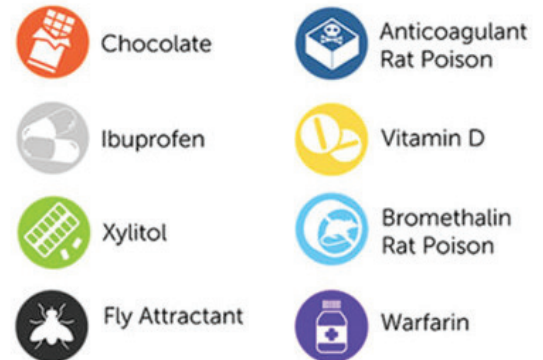 Chocolate
Anticoagulant
Rat Poison
Ibuprofen
Vitamin D
Xylitol
Bromethalin
Rat Poison
Fly Attractant
Warfarin